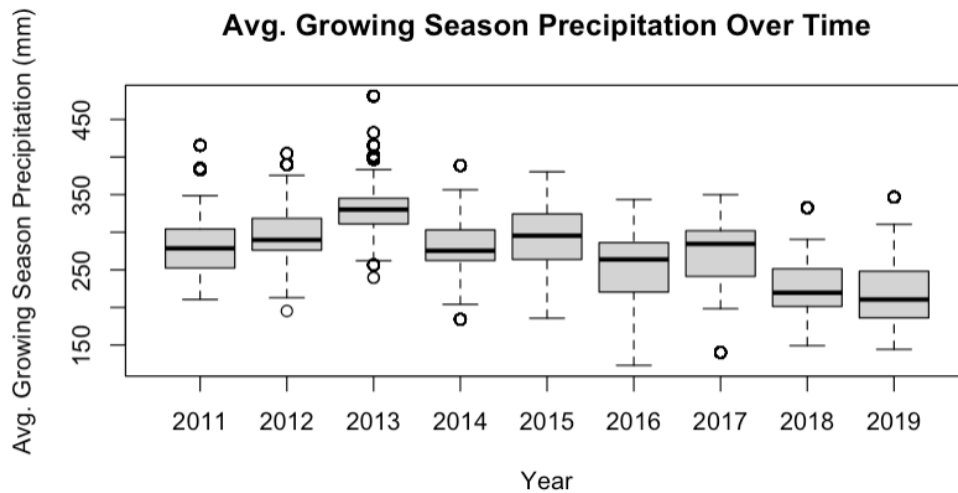 Avg. Growing Season Precipitation Over Time
Avg. Growing Season Precipitation (mm)
450
350
250
150
2011 2012 2013 2014 2015 2016 2017 2018 2019
Year